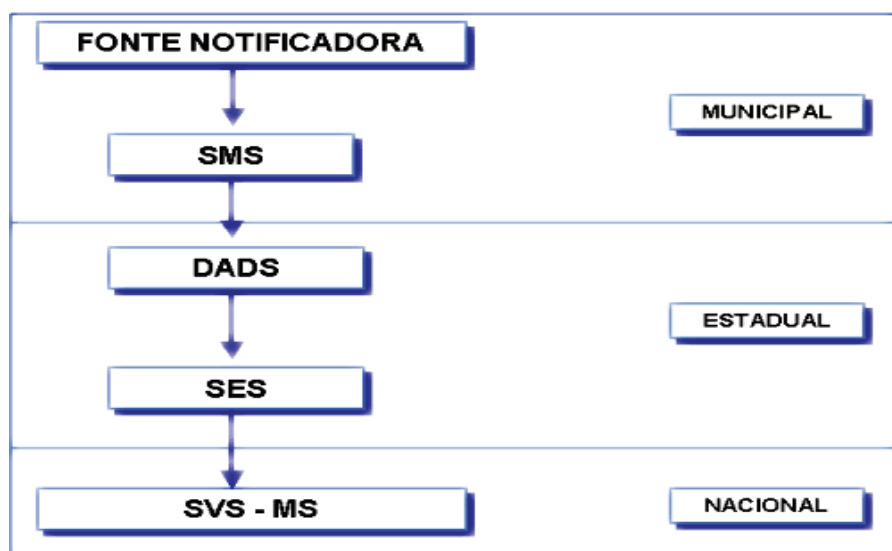 FONTE NOTIFICADORA
MUNICIPAL
SMS
DADS
ESTADUAL
SES
SVS - MS
NACIONAL